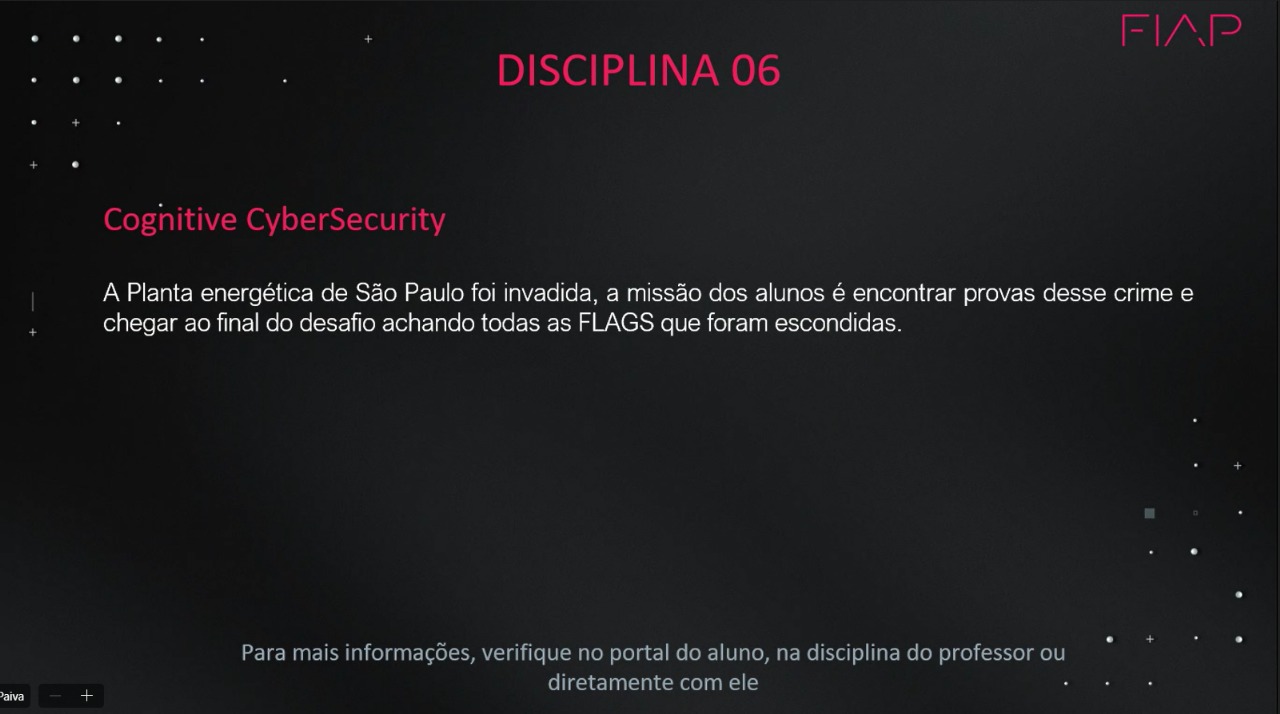 FIAP
DISCIPLINA 06
Cognitive CyberSecurity
A Planta energética de São Paulo foi invadida, a missão dos alunos é encontrar provas desse crime e
chegar ao final do desafio achando todas as FLAGS que foram escondidas.
Para mais informações, verifique no portal do aluno, na disciplina do professor ou
diretamente com ele
Paiva